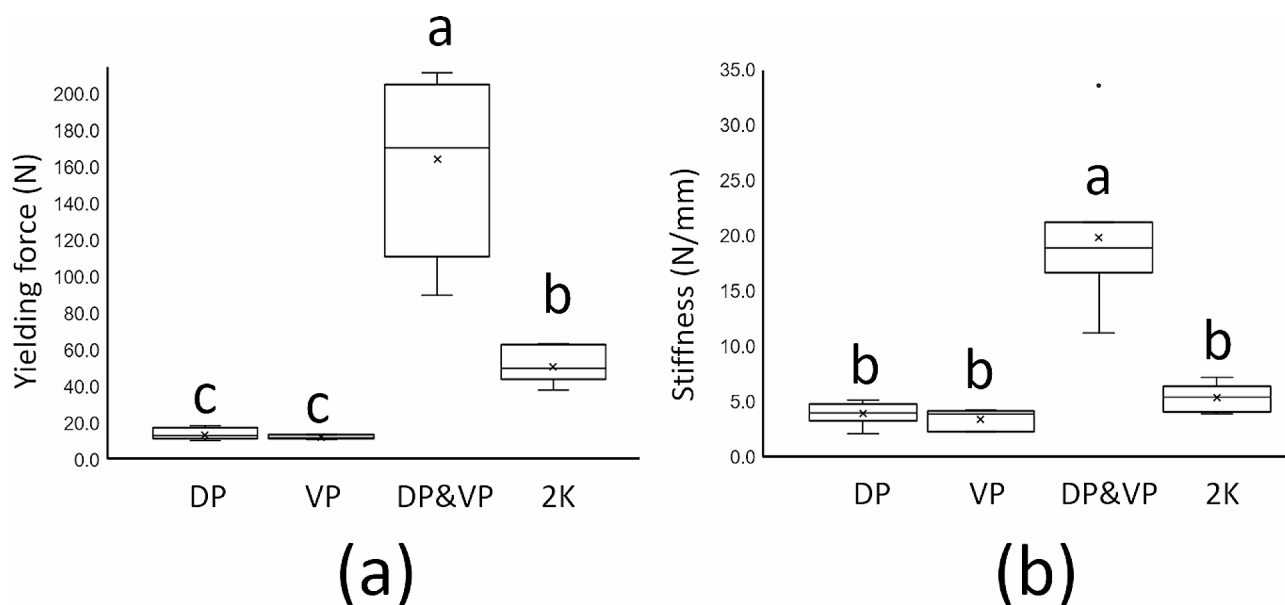 Yielding force (N)
200.0
180.0
160.0
140.0
120.0
100.0
80.0
60.0
40.0
20.0
0.0
a
b
c
c
DP VP DP&VP 2K
(a)
Stiffness (N/mm)
35.0
30.0
25.0
20.0
15.0
10.0
5.0
0.0
a
b
b
b
DP VP DP&VP 2K
(b)